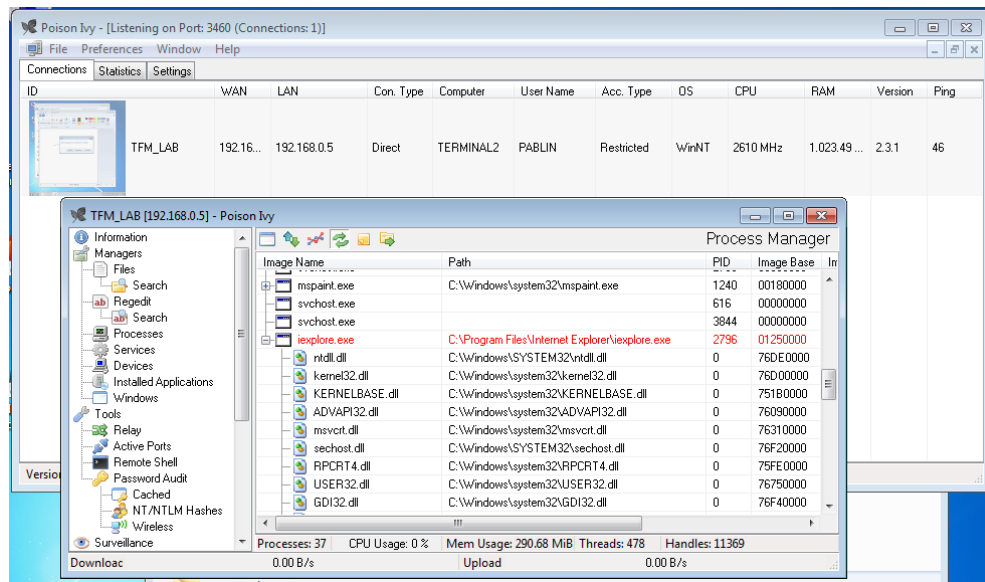 Poison Ivy - [Listening on Port: 3460 (Connections: 1)]
File Preferences Window Help
Connections Statistics Settings
ID WAN LAN Con. Type Computer User Name Acc. Type OS CPU RAM Version Ping
TFM_LAB 192.16... 192.168.0.5 Direct TERMINAL2 PABLIN Restricted WinNT 2610 MHz 1.023.49 ... 2.3.1 46
TFM_LAB [192.168.0.5] - Poison Ivy
Information
Managers
Files
Search
Regedit
Search
Processes
Services
Devices
Installed Applications
Windows
Tools
Relay
Active Ports
Remote Shell
Password Audit
Cached
NT/NTLM Hashes
Wireless
Surveillance
Process Manager
Image Name Path PID Image Base Im
mspaint.exe C:\Windows\system32\mspaint.exe 1240 00180000
svchost.exe 616 00000000
svchost.exe 3844 00000000
iexplore.exe C:\Program Files\Internet Explorer\iexplore.exe 2796 01250000
ntdll.dll C:\Windows\SYSTEM32\ntdll.dll 0 76DE0000
kernel32.dll C:\Windows\system32\kernel32.dll 0 76D00000
KERNELBASE.dll C:\Windows\system32\KERNELBASE.dll 0 751B0000
ADVAPI32.dll C:\Windows\system32\ADVAPI32.dll 0 76090000
msvcrt.dll C:\Windows\system32\msvcrt.dll 0 76310000
sechost.dll C:\Windows\SYSTEM32\sechost.dll 0 76F20000
RPCRT4.dll C:\Windows\system32\RPCRT4.dll 0 75FE0000
USER32.dll C:\Windows\system32\USER32.dll 0 76750000
GDI32.dll C:\Windows\system32\GDI32.dll 0 76F40000
Processes: 37 CPU Usage: 0 % Mem Usage: 290.68 MiB Threads: 478 Handles: 11369
Downloac 0.00 B/s Upload 0.00 B/s
Versio